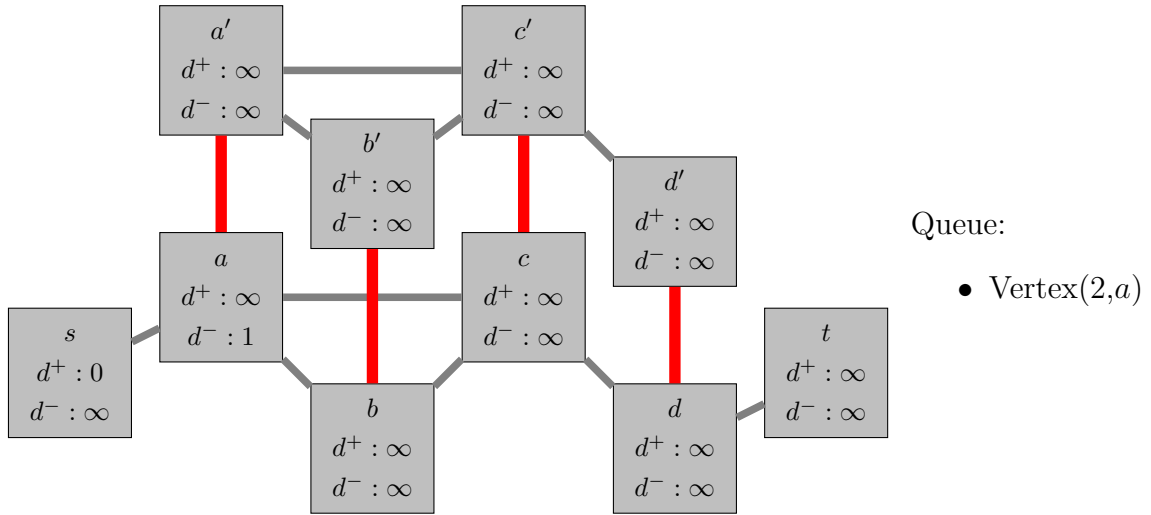 a′
d⁺ : ∞
d⁻ : ∞
c′
d⁺ : ∞
d⁻ : ∞
b′
d⁺ : ∞
d⁻ : ∞
d′
d⁺ : ∞
d⁻ : ∞
a
d⁺ : ∞
d⁻ : 1
c
d⁺ : ∞
d⁻ : ∞
s
d⁺ : 0
d⁻ : ∞
b
d⁺ : ∞
d⁻ : ∞
d
d⁺ : ∞
d⁻ : ∞
t
d⁺ : ∞
d⁻ : ∞
Queue:
• Vertex(2,a)